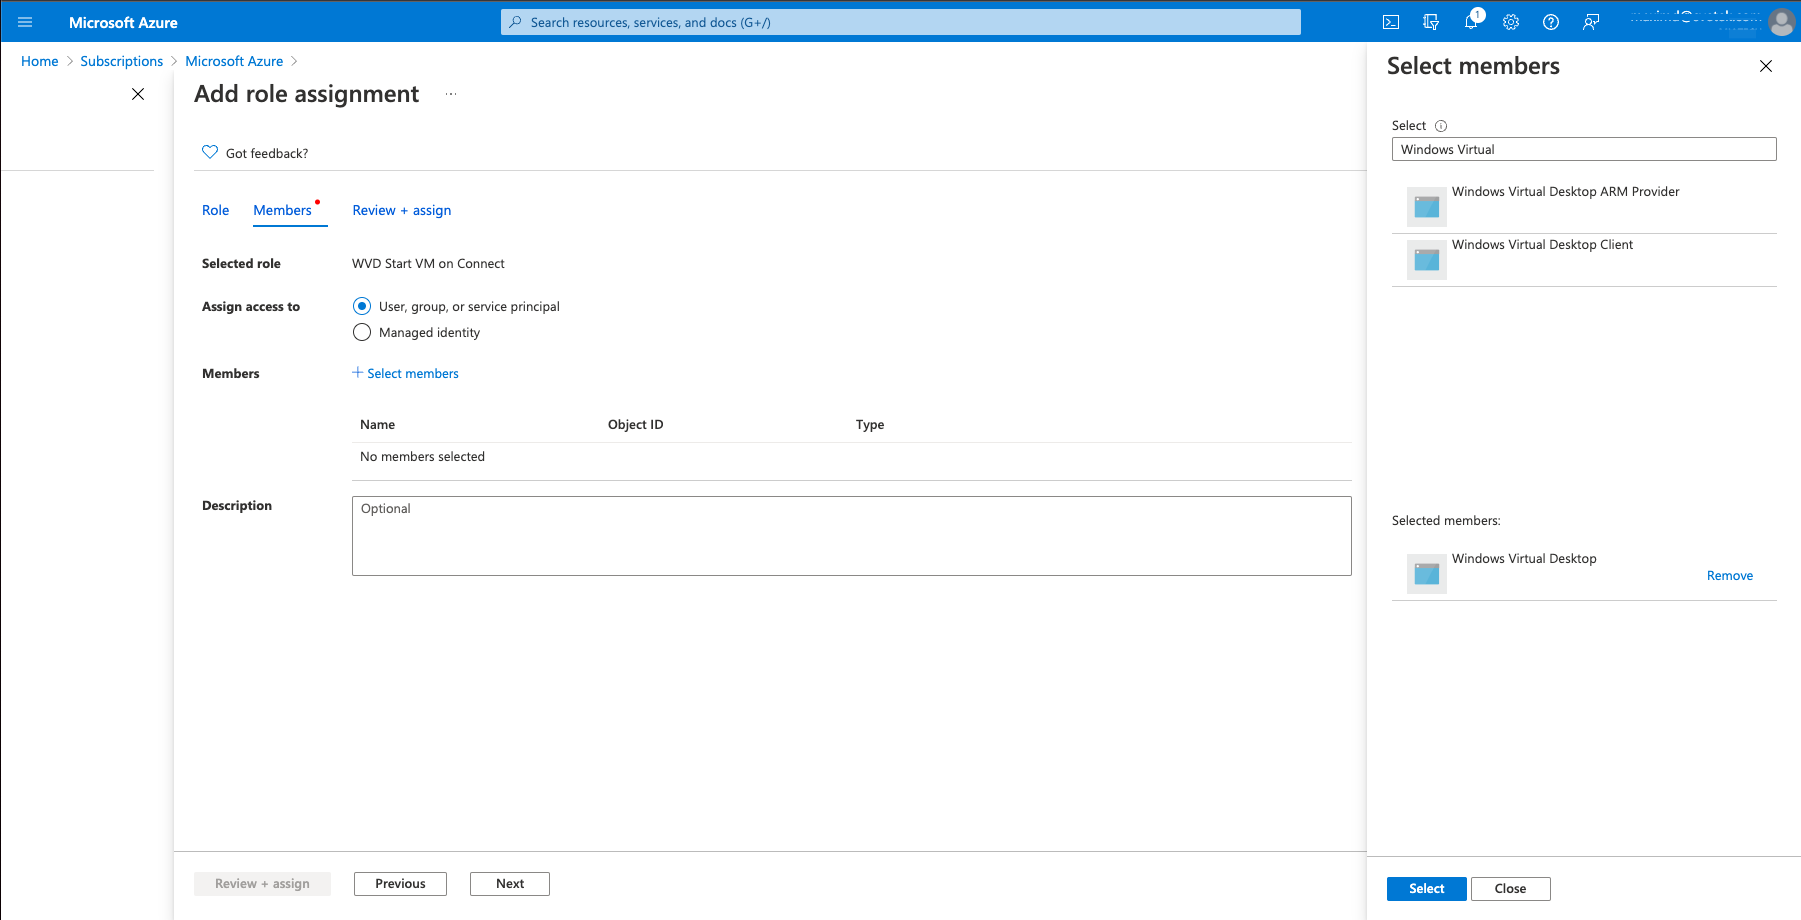 Microsoft Azure
Search resources, services, and docs (G+/)
1
Home > Subscriptions > Microsoft Azure >
Add role assignment ...
Got feedback?
Role Members Review + assign
Selected role WVD Start VM on Connect
Assign access to User, group, or service principal
Managed identity
Members + Select members
Name Object ID Type
No members selected
Description Optional
Review + assign Previous Next
Select members
Select
Windows Virtual
Windows Virtual Desktop ARM Provider
Windows Virtual Desktop Client
Selected members:
Windows Virtual Desktop
Remove
Select Close